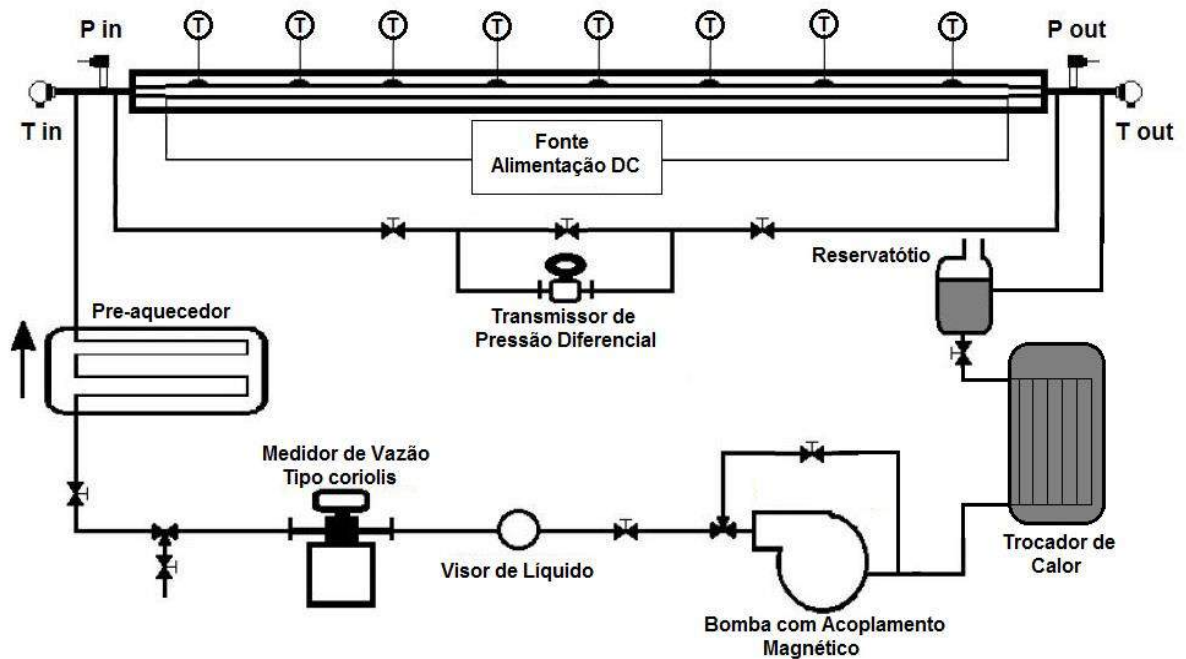 T
T
T
T
T
T
T
T
P in
P out
T in
T out
Fonte
Alimentação DC
Reservatótio
Pre-aquecedor
Transmissor de
Pressão Diferencial
Medidor de Vazão
Tipo coriolis
Visor de Líquido
Trocador de
Calor
Bomba com Acoplamento
Magnético